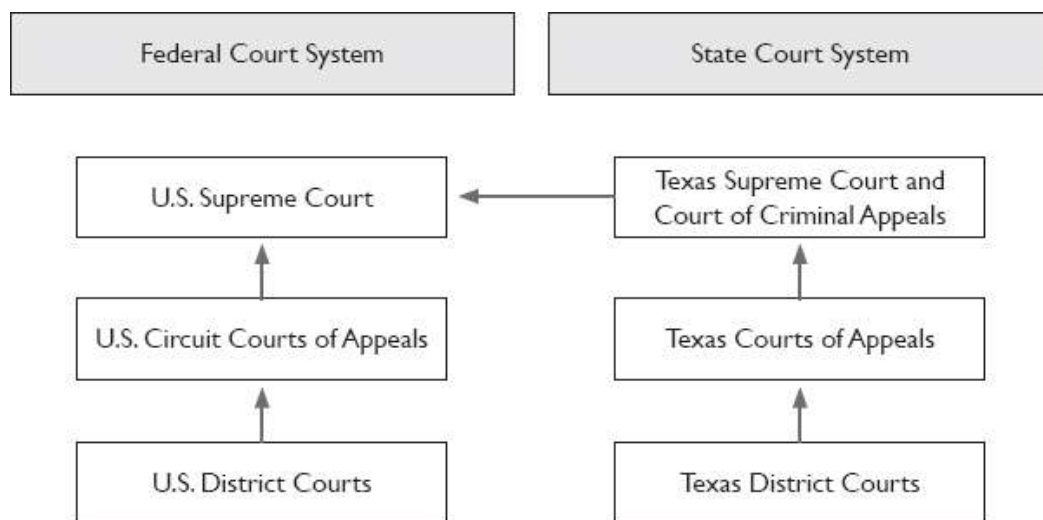 Federal Court System
State Court System
U.S. Supreme Court
Texas Supreme Court and
Court of Criminal Appeals
U.S. Circuit Courts of Appeals
Texas Courts of Appeals
U.S. District Courts
Texas District Courts